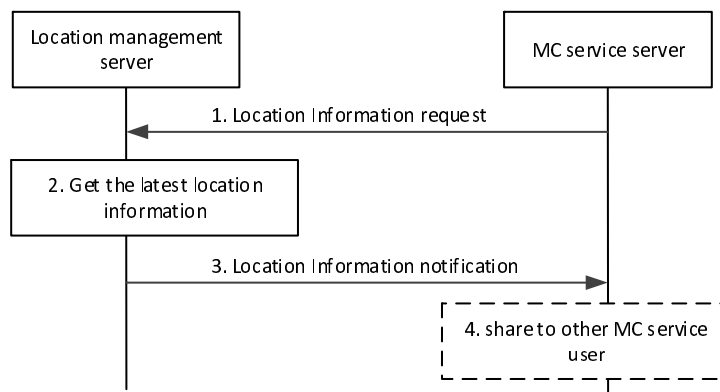 Location management
server
MC service server
1. Location Information request
2. Get the latest location
information
3. Location Information notification
4. share to other MC service
user